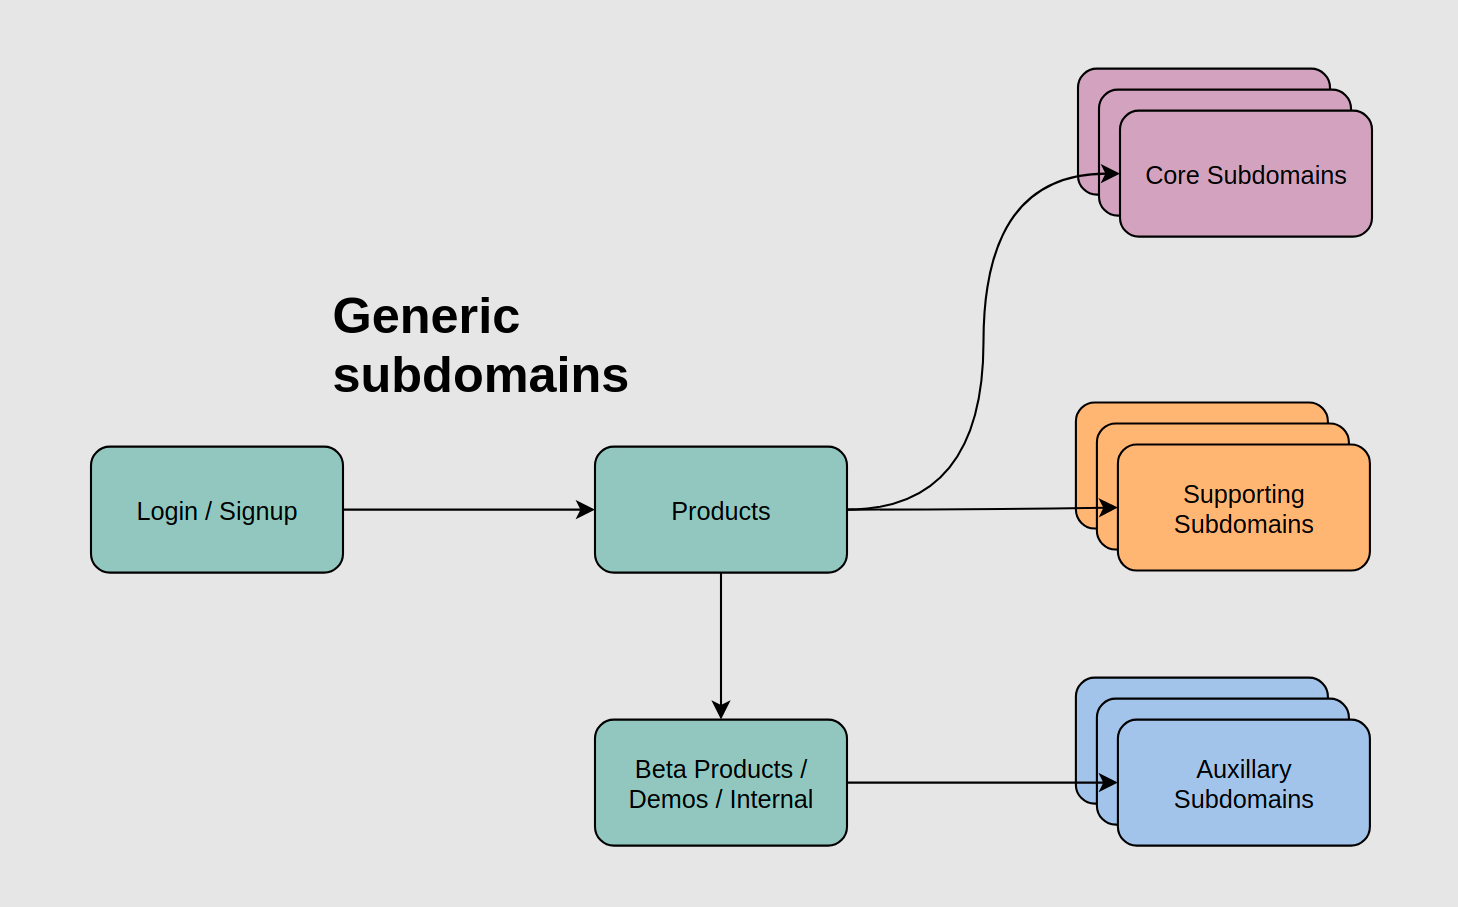 Core Subdomains
Generic
subdomains
Login / Signup
Products
Supporting
Subdomains
Beta Products /
Demos / Internal
Auxillary
Subdomains